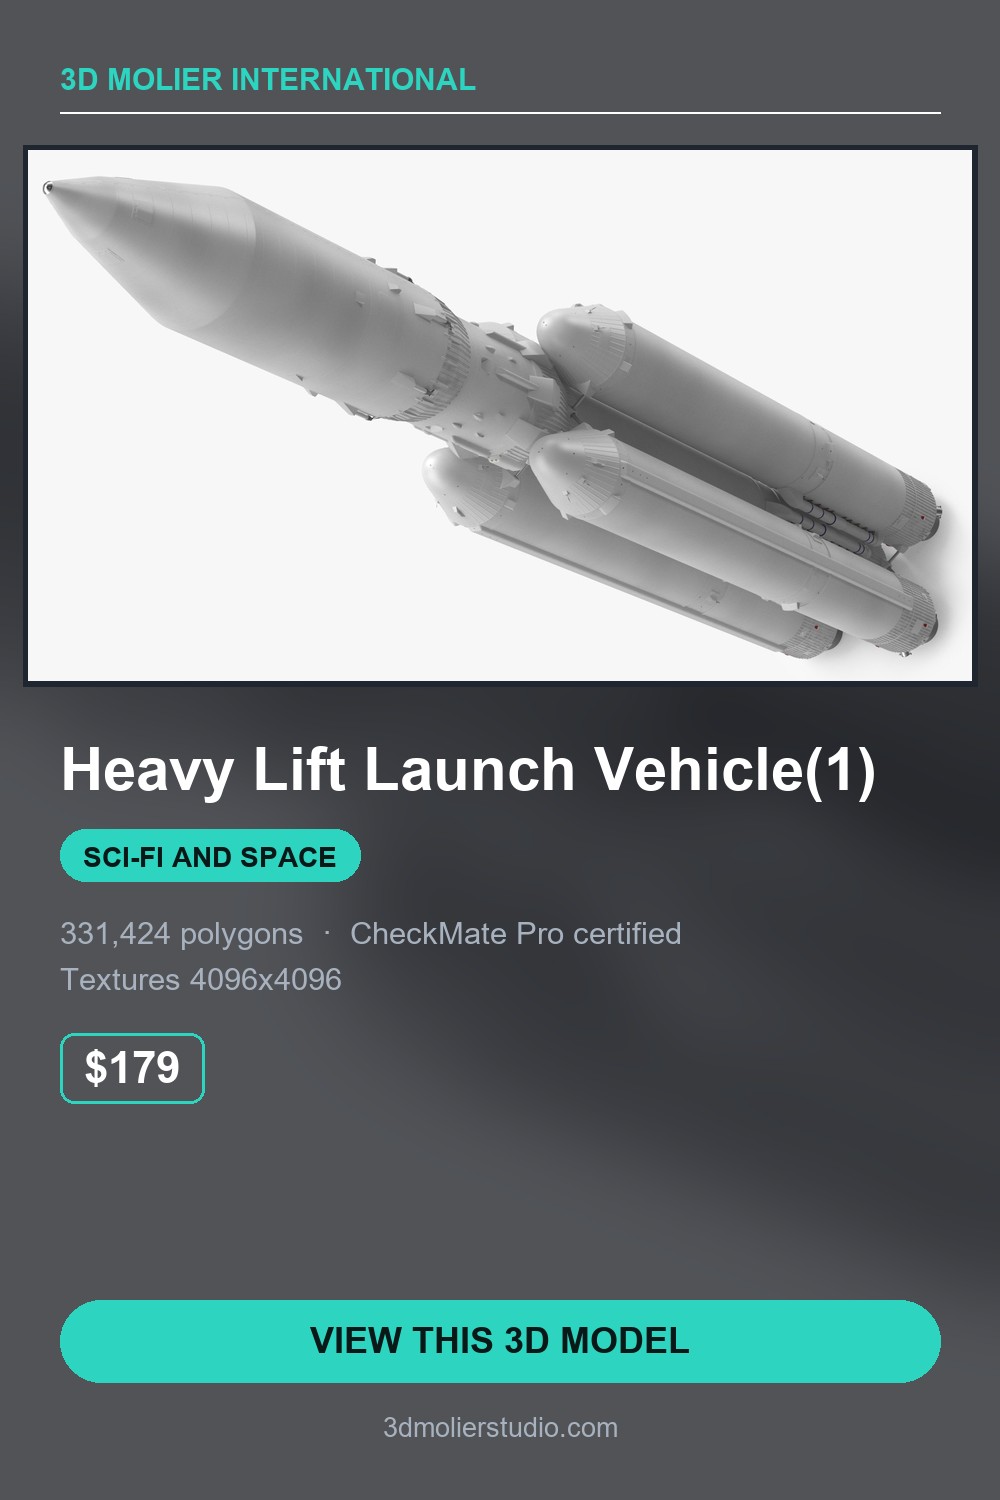 3D MOLIER INTERNATIONAL
Heavy Lift Launch Vehicle(1)
SCI-FI AND SPACE
331,424 polygons · CheckMate Pro certified
Textures 4096x4096
$179
VIEW THIS 3D MODEL
3dmolierstudio.com